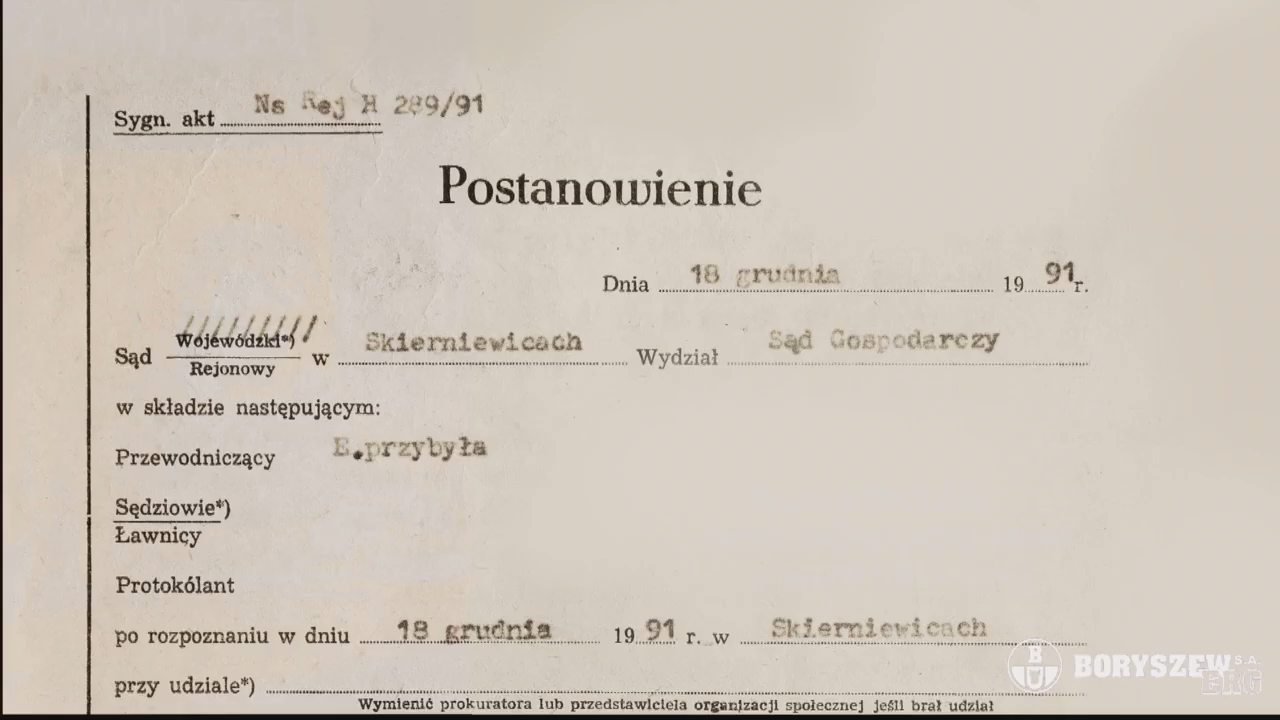 Sygn. akt Ns Rej H 289/91
Postanowienie
Dnia 18 grudnia 19 91 r.
Wojewódzki*)
Sąd w Skierniewicach Wydział Sąd Gospodarczy
Rejonowy
w składzie następującym:
Przewodniczący E.przybyła
Sędziowie*)
Ławnicy
Protokólant
po rozpoznaniu w dniu 18 grudnia 19 91 r. w Skierniewicach
przy udziale*)
Wymienić prokuratora lub przedstawiciela organizacji społecznej jeśli brał udział
BORYSZEW S.A.
ERG